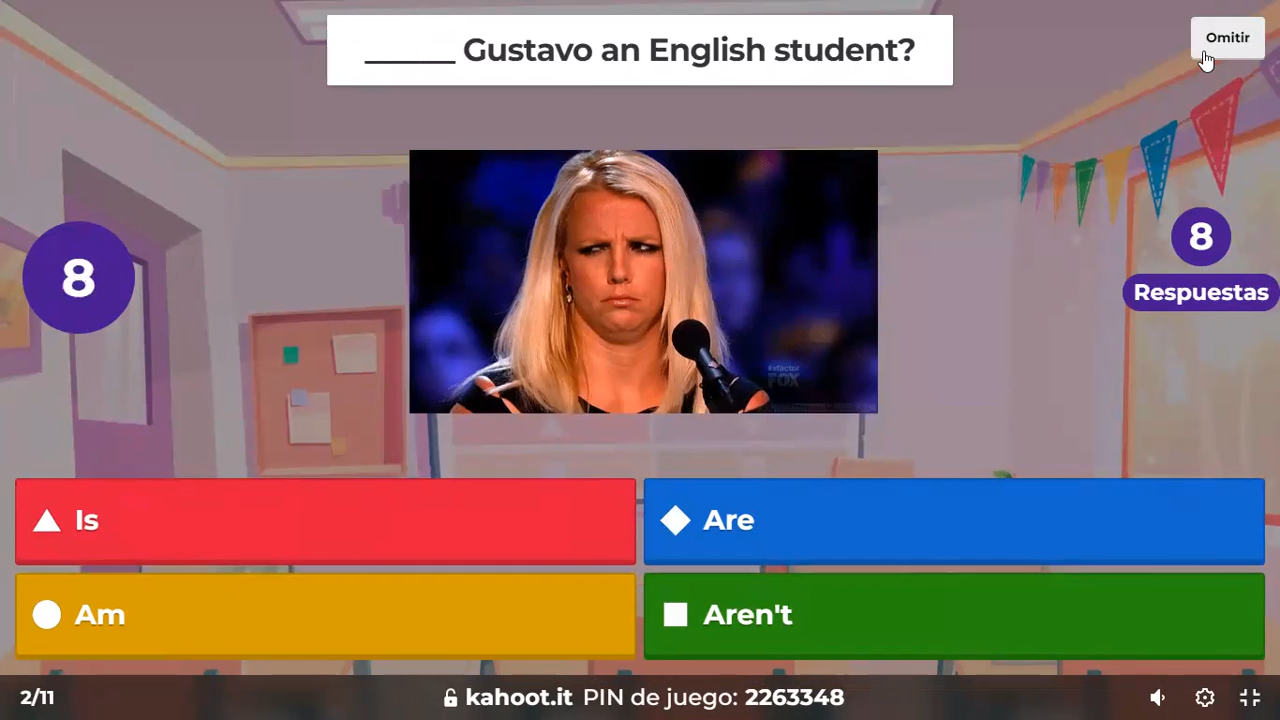 ______ Gustavo an English student?
Omitir
8
8
Respuestas
FOX
Is
Are
Am
Aren't
2/11
kahoot.it PIN de juego: 2263348